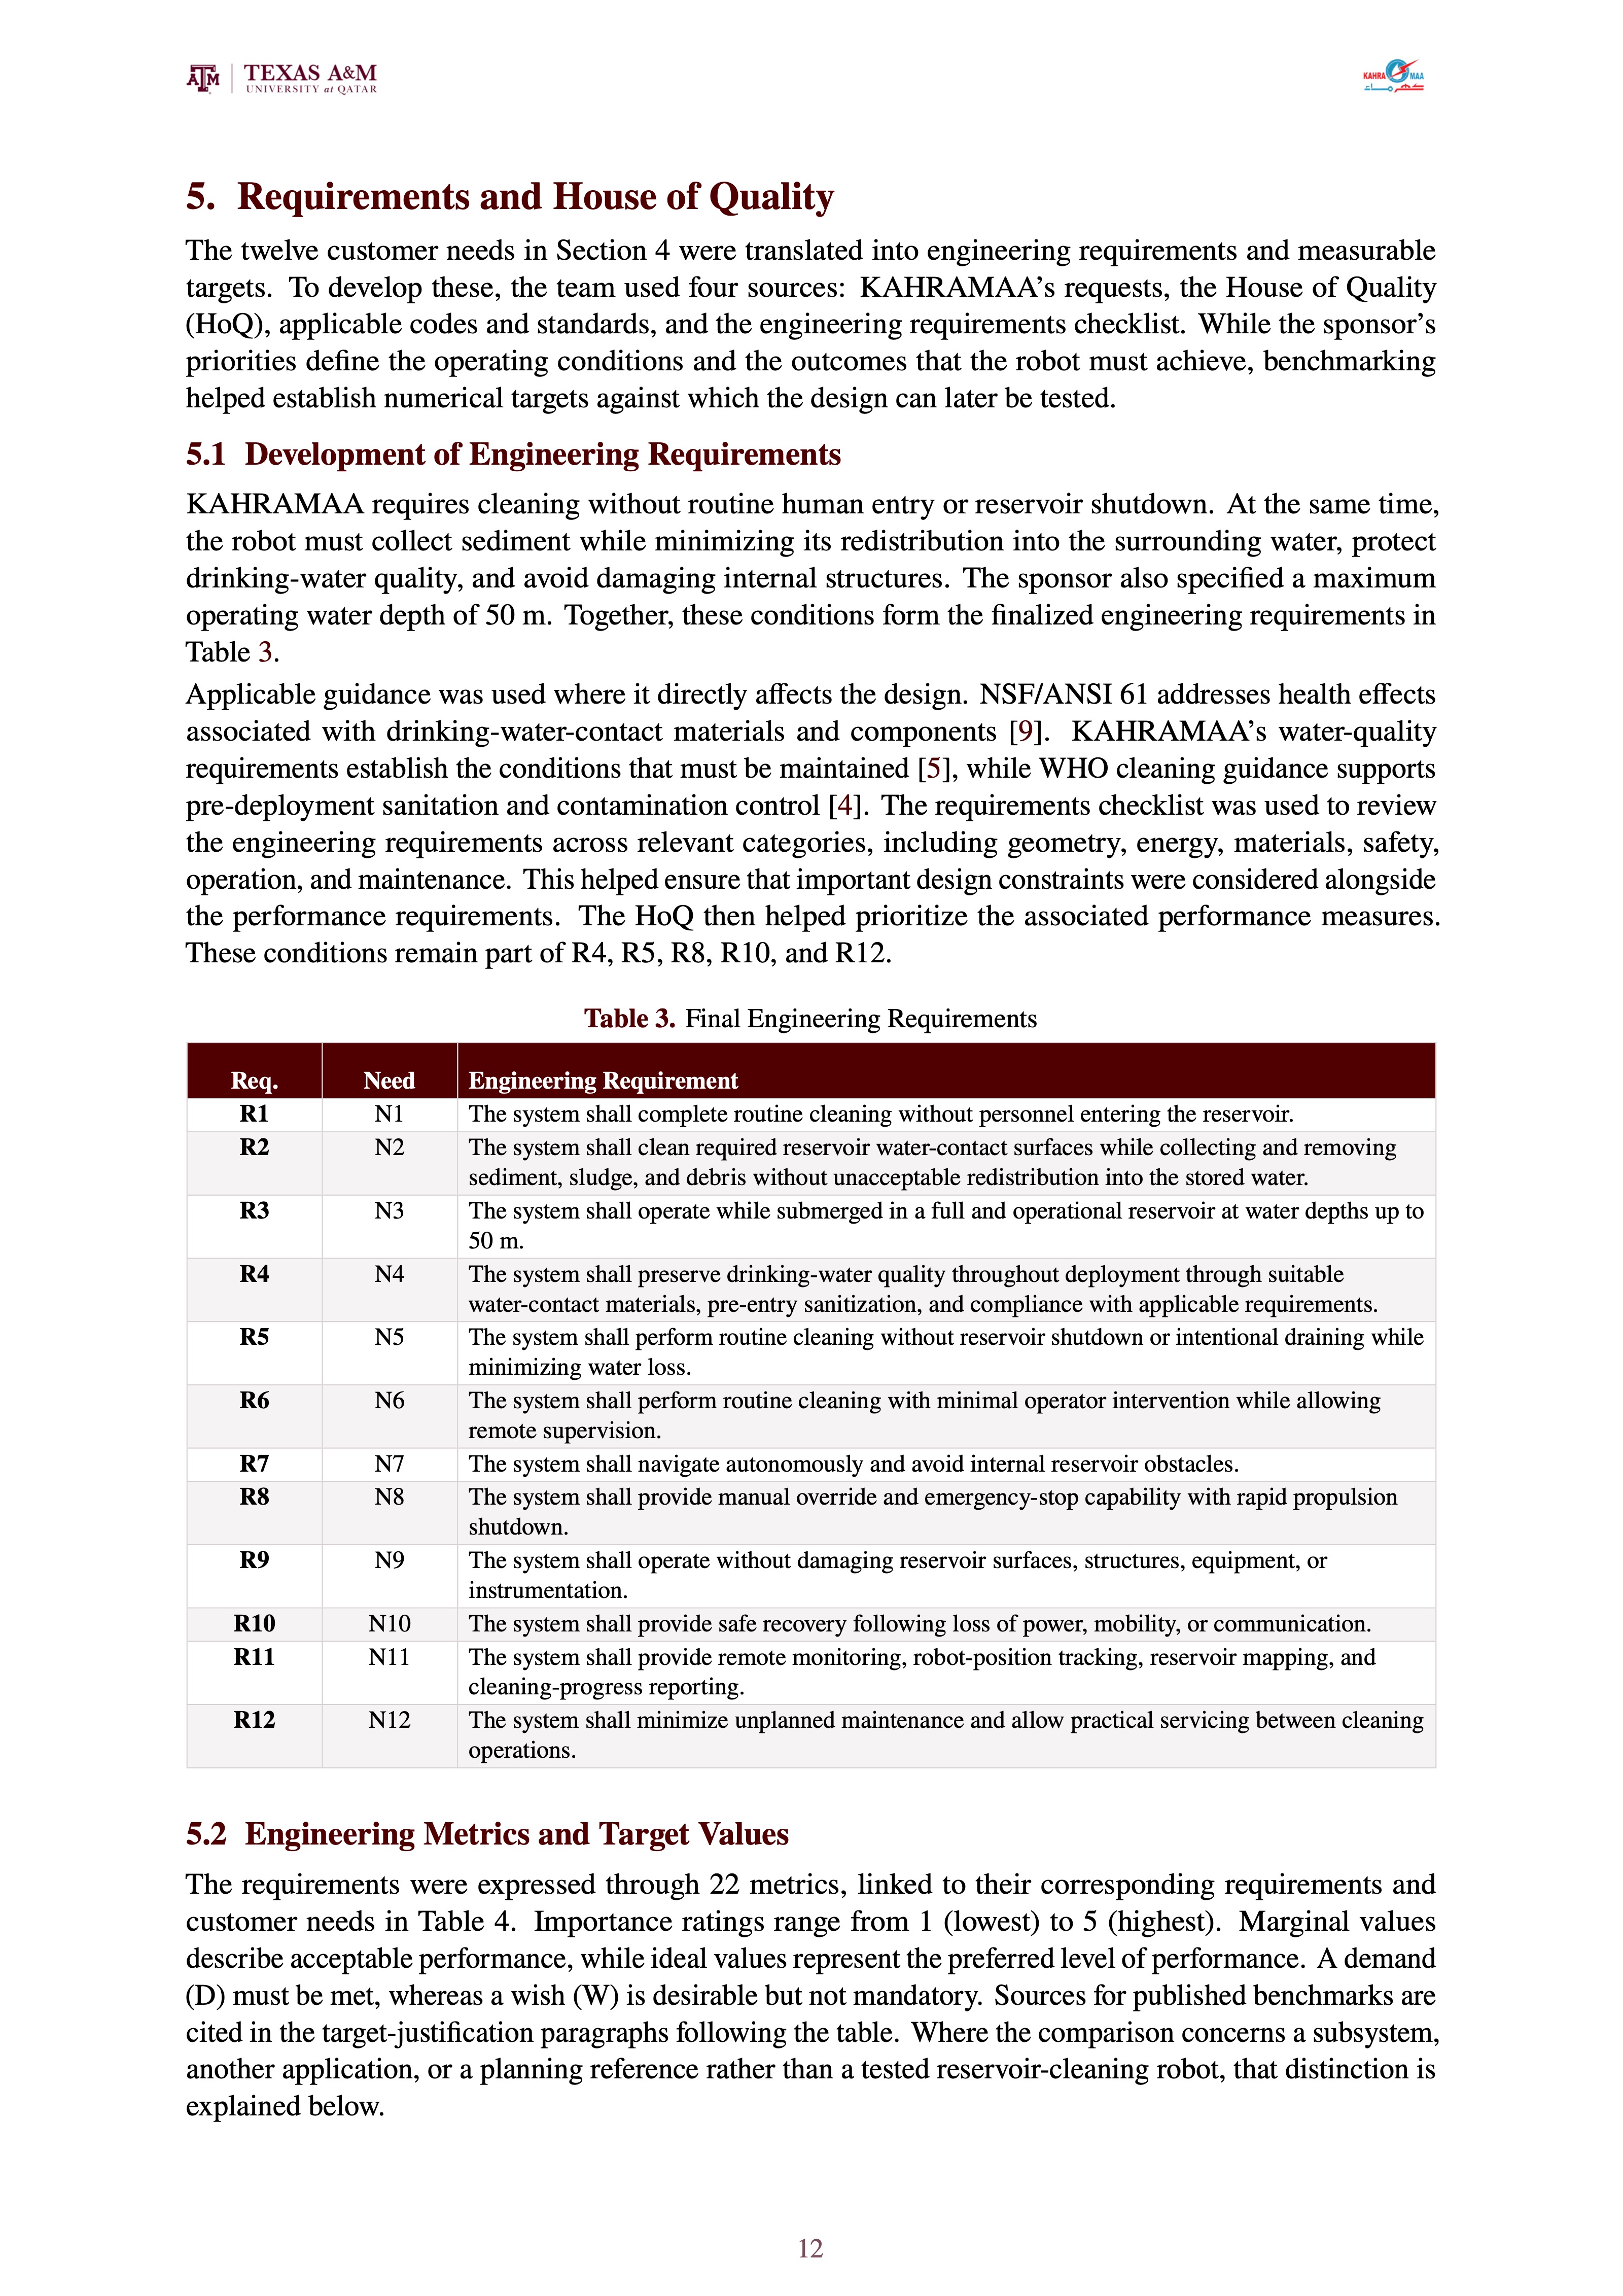 TEXAS A&M
UNIVERSITY at QATAR
KAHRA MAA
كهرماء
5. Requirements and House of Quality
The twelve customer needs in Section 4 were translated into engineering requirements and measurable
targets. To develop these, the team used four sources: KAHRAMAA's requests, the House of Quality
(HoQ), applicable codes and standards, and the engineering requirements checklist. While the sponsor's
priorities define the operating conditions and the outcomes that the robot must achieve, benchmarking
helped establish numerical targets against which the design can later be tested.
5.1 Development of Engineering Requirements
KAHRAMAA requires cleaning without routine human entry or reservoir shutdown. At the same time,
the robot must collect sediment while minimizing its redistribution into the surrounding water, protect
drinking-water quality, and avoid damaging internal structures. The sponsor also specified a maximum
operating water depth of 50 m. Together, these conditions form the finalized engineering requirements in
Table 3.
Applicable guidance was used where it directly affects the design. NSF/ANSI 61 addresses health effects
associated with drinking-water-contact materials and components [9]. KAHRAMAA's water-quality
requirements establish the conditions that must be maintained [5], while WHO cleaning guidance supports
pre-deployment sanitation and contamination control [4]. The requirements checklist was used to review
the engineering requirements across relevant categories, including geometry, energy, materials, safety,
operation, and maintenance. This helped ensure that important design constraints were considered alongside
the performance requirements. The HoQ then helped prioritize the associated performance measures.
These conditions remain part of R4, R5, R8, R10, and R12.
Table 3. Final Engineering Requirements
Req. Need Engineering Requirement
R1 N1 The system shall complete routine cleaning without personnel entering the reservoir.
R2 N2 The system shall clean required reservoir water-contact surfaces while collecting and removing
sediment, sludge, and debris without unacceptable redistribution into the stored water.
R3 N3 The system shall operate while submerged in a full and operational reservoir at water depths up to
50 m.
R4 N4 The system shall preserve drinking-water quality throughout deployment through suitable
water-contact materials, pre-entry sanitization, and compliance with applicable requirements.
R5 N5 The system shall perform routine cleaning without reservoir shutdown or intentional draining while
minimizing water loss.
R6 N6 The system shall perform routine cleaning with minimal operator intervention while allowing
remote supervision.
R7 N7 The system shall navigate autonomously and avoid internal reservoir obstacles.
R8 N8 The system shall provide manual override and emergency-stop capability with rapid propulsion
shutdown.
R9 N9 The system shall operate without damaging reservoir surfaces, structures, equipment, or
instrumentation.
R10 N10 The system shall provide safe recovery following loss of power, mobility, or communication.
R11 N11 The system shall provide remote monitoring, robot-position tracking, reservoir mapping, and
cleaning-progress reporting.
R12 N12 The system shall minimize unplanned maintenance and allow practical servicing between cleaning
operations.
5.2 Engineering Metrics and Target Values
The requirements were expressed through 22 metrics, linked to their corresponding requirements and
customer needs in Table 4. Importance ratings range from 1 (lowest) to 5 (highest). Marginal values
describe acceptable performance, while ideal values represent the preferred level of performance. A demand
(D) must be met, whereas a wish (W) is desirable but not mandatory. Sources for published benchmarks are
cited in the target-justification paragraphs following the table. Where the comparison concerns a subsystem,
another application, or a planning reference rather than a tested reservoir-cleaning robot, that distinction is
explained below.
12